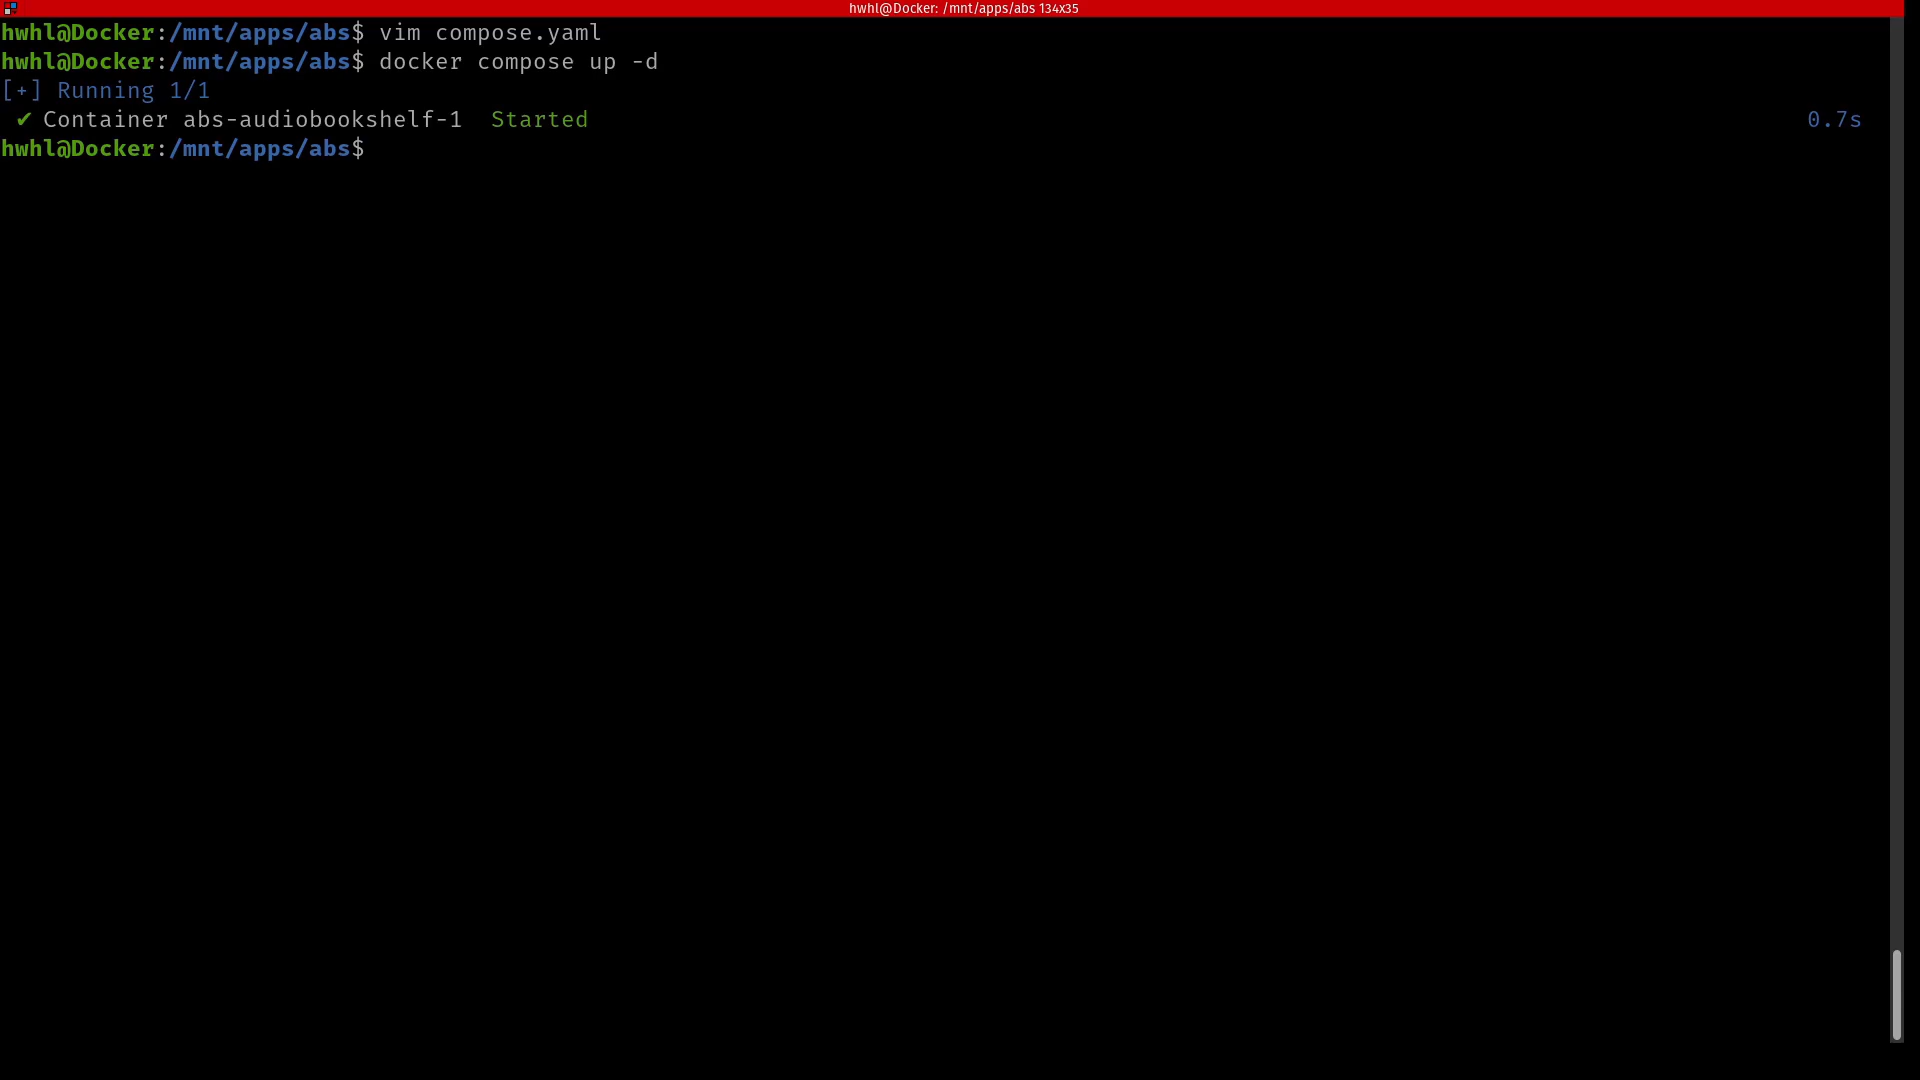 hwhl@Docker: /mnt/apps/abs 134x35
hwhl@Docker:/mnt/apps/abs$ vim compose.yaml
hwhl@Docker:/mnt/apps/abs$ docker compose up -d
[+] Running 1/1
✔ Container abs-audiobookshelf-1  Started 0.7s
hwhl@Docker:/mnt/apps/abs$